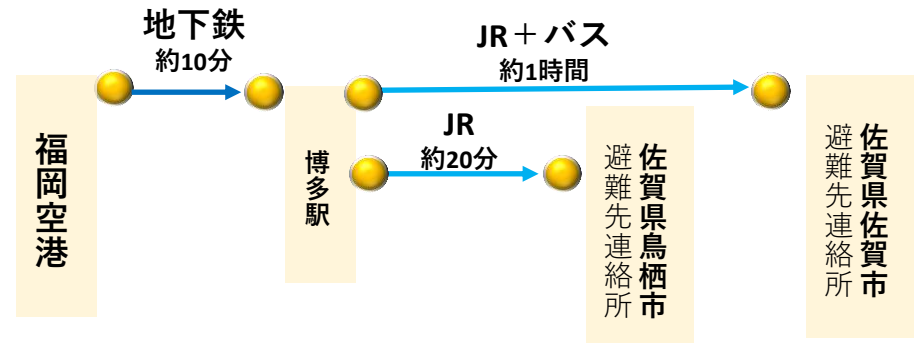 地下鉄
約10分
JR＋バス
約1時間
JR
約20分
福岡空港
博多駅
佐賀県鳥栖市
避難先連絡所
佐賀県佐賀市
避難先連絡所